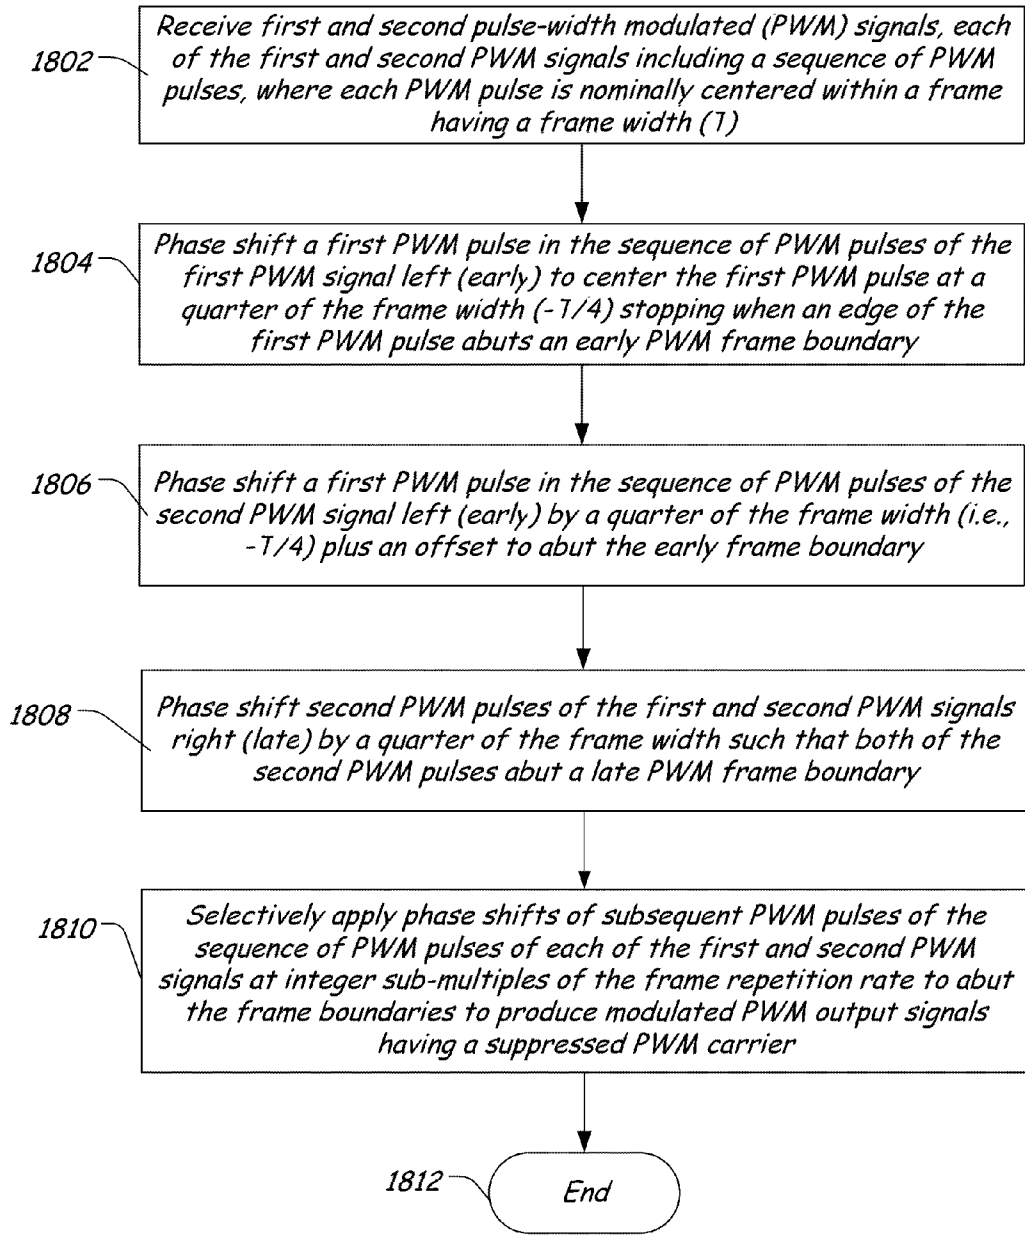 1802
Receive first and second pulse-width modulated (PWM) signals, each
of the first and second PWM signals including a sequence of PWM
pulses, where each PWM pulse is nominally centered within a frame
having a frame width (T)
1804
Phase shift a first PWM pulse in the sequence of PWM pulses of the
first PWM signal left (early) to center the first PWM pulse at a
quarter of the frame width (-T/4) stopping when an edge of the
first PWM pulse abuts an early PWM frame boundary
1806
Phase shift a first PWM pulse in the sequence of PWM pulses of the
second PWM signal left (early) by a quarter of the frame width (i.e.,
-T/4) plus an offset to abut the early frame boundary
1808
Phase shift second PWM pulses of the first and second PWM signals
right (late) by a quarter of the frame width such that both of the
second PWM pulses abut a late PWM frame boundary
1810
Selectively apply phase shifts of subsequent PWM pulses of the
sequence of PWM pulses of each of the first and second PWM
signals at integer sub-multiples of the frame repetition rate to abut
the frame boundaries to produce modulated PWM output signals
having a suppressed PWM carrier
1812
End